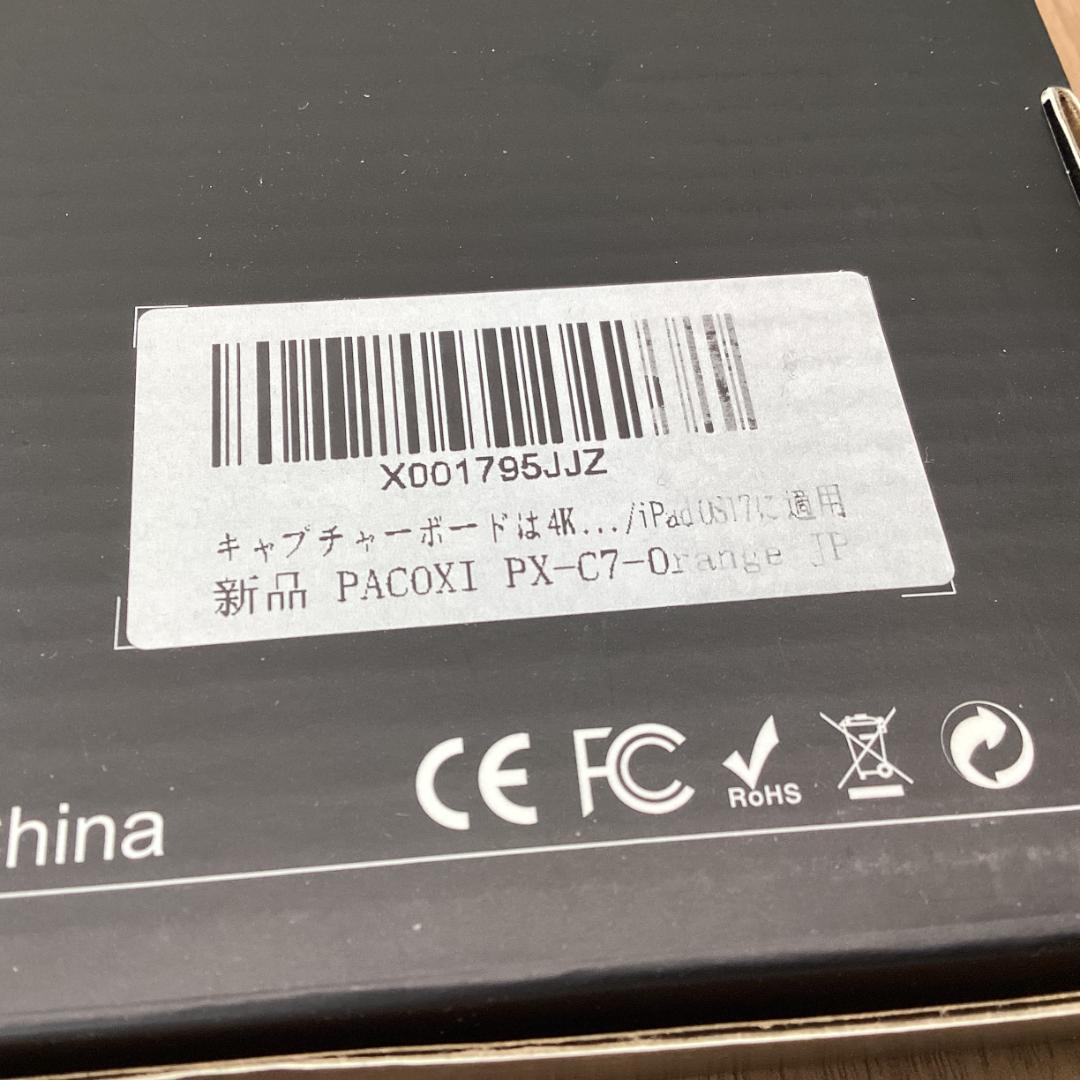 X001795JJZ
キャプチャーボードは4K.../iPadOS17に適用
新品 PACOXI PX-C7-Orange JP
CE FC RoHS
China